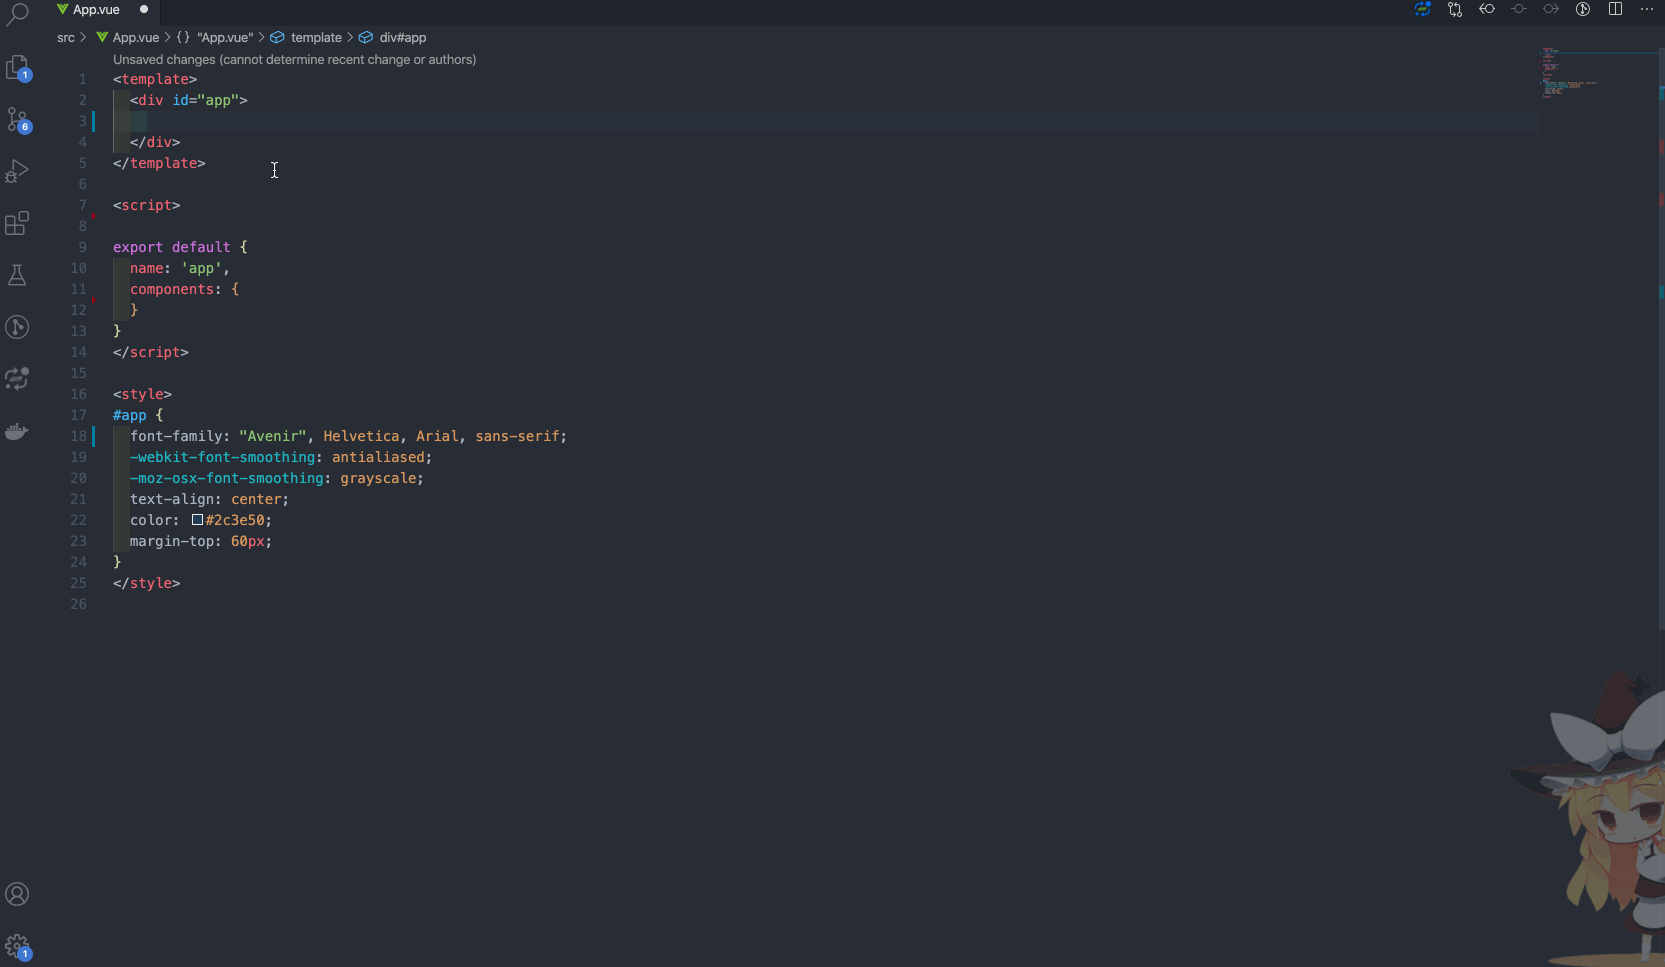 App.vue
src > App.vue > {} "App.vue" > template > div#app
Unsaved changes (cannot determine recent change or authors)
1 <template>
2 <div id="app">
3
4 </div>
5 </template>
6
7 <script>
8
9 export default {
10 name: 'app',
11 components: {
12 }
13 }
14 </script>
15
16 <style>
17 #app {
18 font-family: "Avenir", Helvetica, Arial, sans-serif;
19 -webkit-font-smoothing: antialiased;
20 -moz-osx-font-smoothing: grayscale;
21 text-align: center;
22 color: #2c3e50;
23 margin-top: 60px;
24 }
25 </style>
26
1
6
1